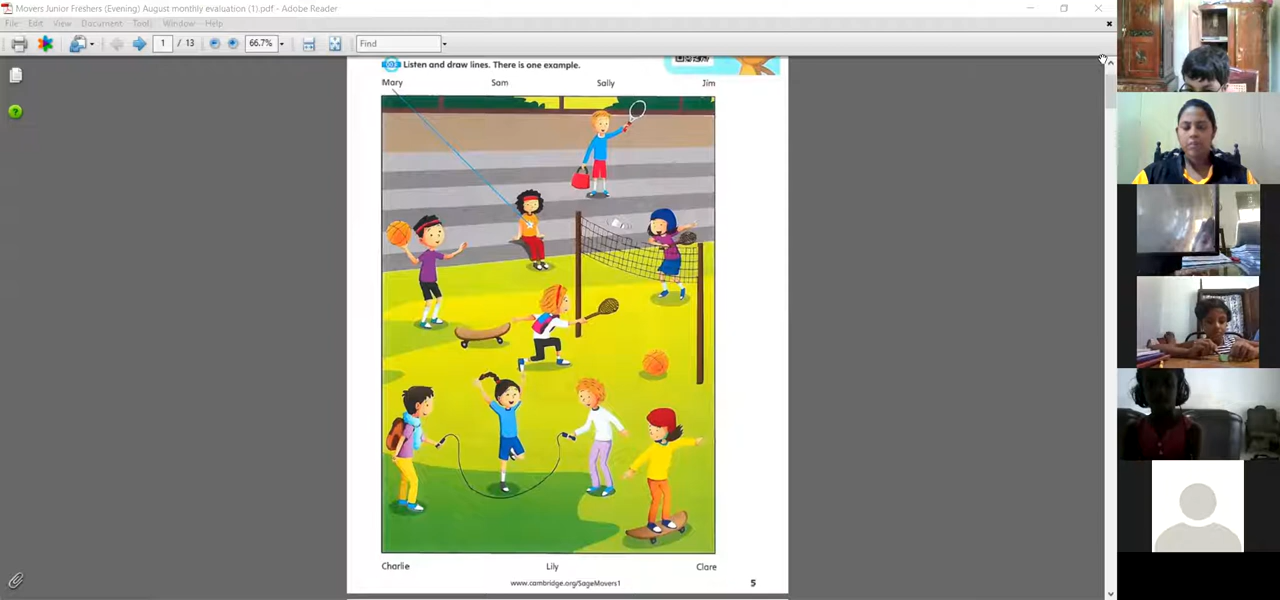 Movers Junior Freshers (Evening) August monthly evaluation (1).pdf - Adobe Reader
File Edit View Document Tools Window Help
1 / 13 66.7% Find
Listen and draw lines. There is one example.
Mary Sam Sally Jim
Charlie Lily Clare
www.cambridge.org/SageMovers1 5